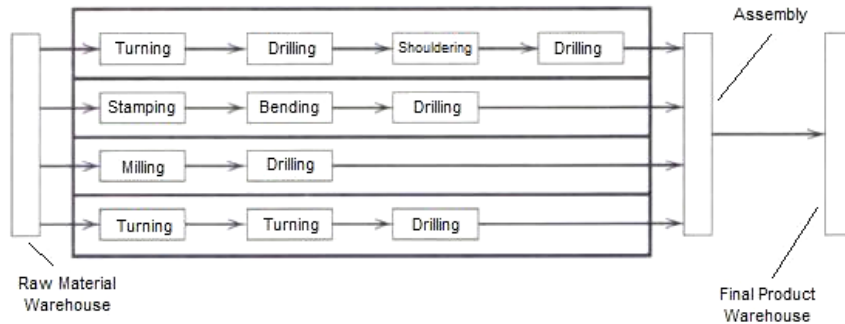 Assembly
Turning Drilling Shouldering Drilling
Stamping Bending Drilling
Milling Drilling
Turning Turning Drilling
Raw Material
Warehouse
Final Product
Warehouse